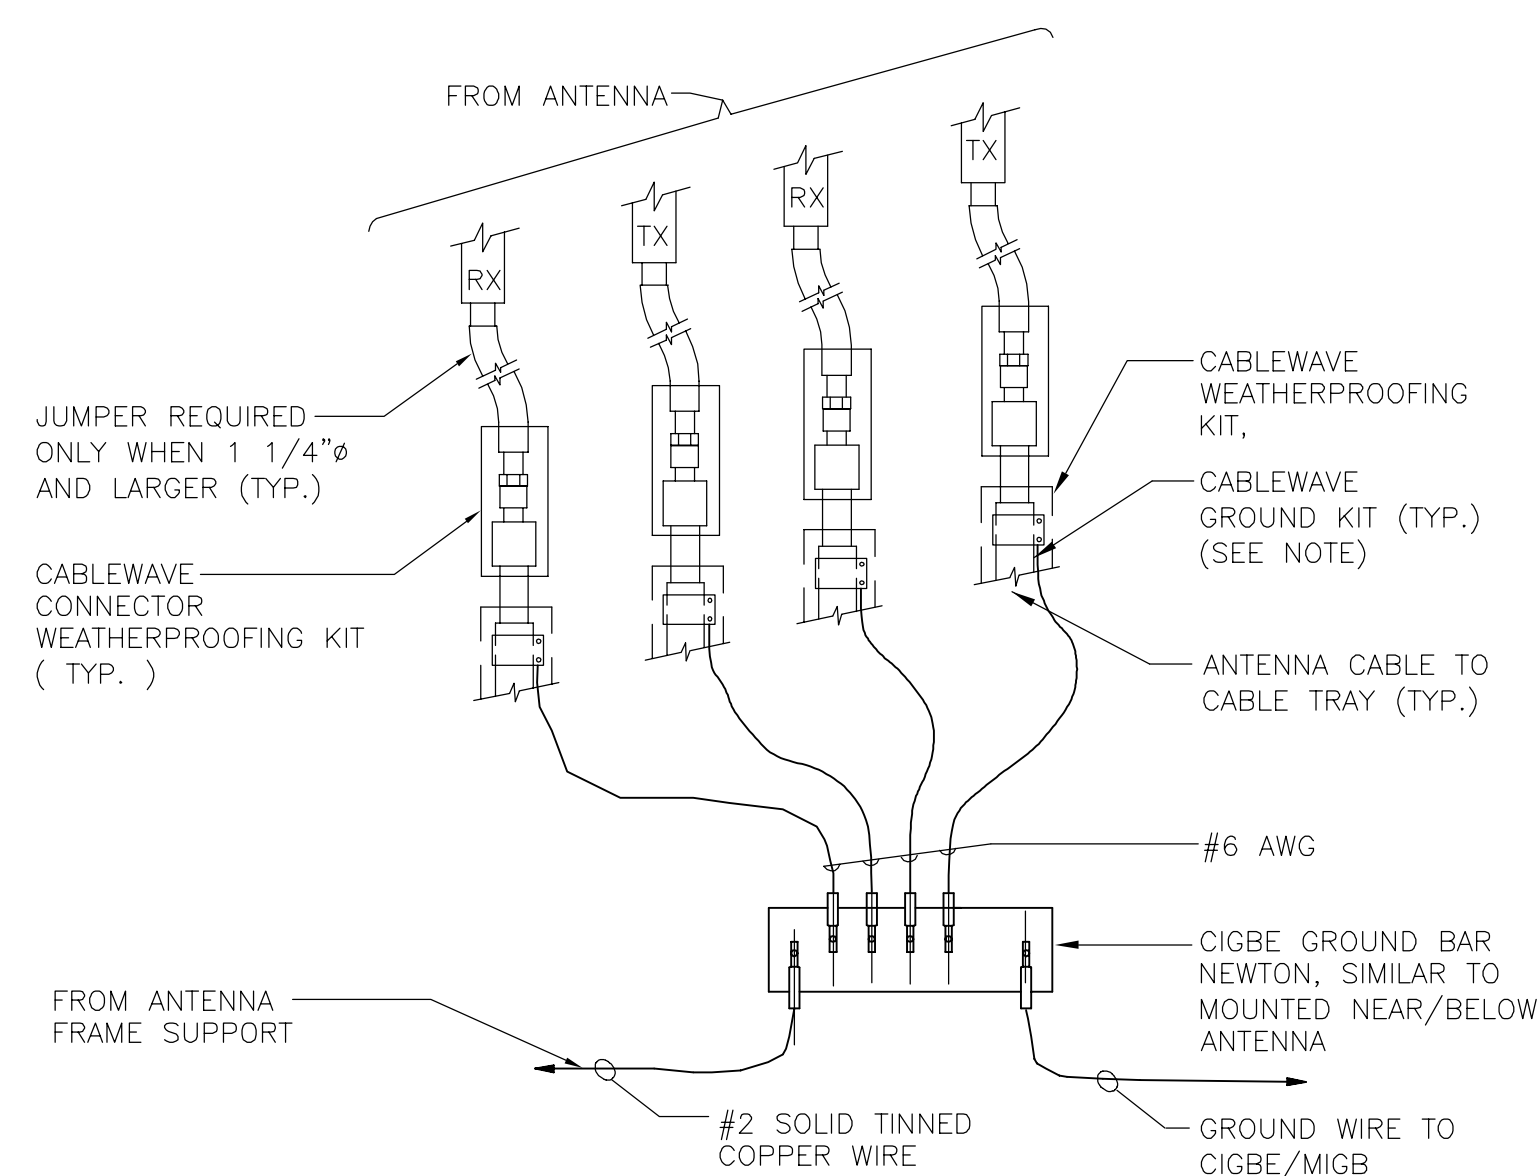 FROM ANTENNA
TX
RX
TX
RX
JUMPER REQUIRED
ONLY WHEN 1 1/4"ø
AND LARGER (TYP.)
CABLEWAVE
CONNECTOR
WEATHERPROOFING KIT
( TYP. )
CABLEWAVE
WEATHERPROOFING
KIT,
CABLEWAVE
GROUND KIT (TYP.)
(SEE NOTE)
ANTENNA CABLE TO
CABLE TRAY (TYP.)
#6 AWG
CIGBE GROUND BAR
NEWTON, SIMILAR TO
MOUNTED NEAR/BELOW
ANTENNA
FROM ANTENNA
FRAME SUPPORT
#2 SOLID TINNED
COPPER WIRE
GROUND WIRE TO
CIGBE/MIGB